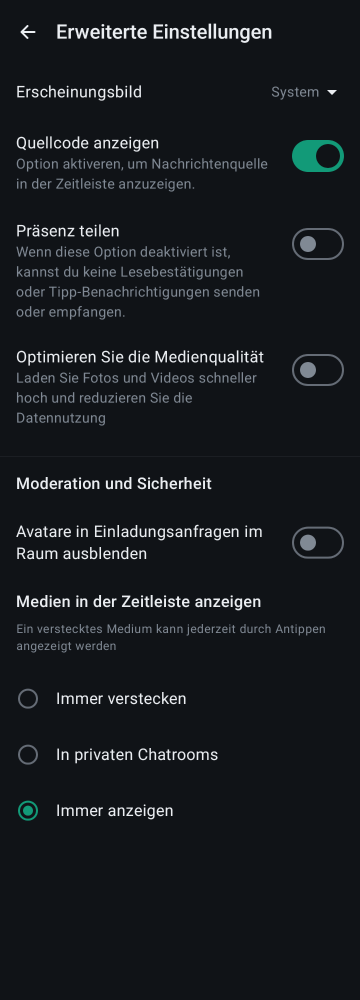 Erweiterte Einstellungen
Erscheinungsbild
System
Quellcode anzeigen
Option aktivieren, um Nachrichtenquelle
in der Zeitleiste anzuzeigen.
Präsenz teilen
Wenn diese Option deaktiviert ist,
kannst du keine Lesebestätigungen
oder Tipp-Benachrichtigungen senden
oder empfangen.
Optimieren Sie die Medienqualität
Laden Sie Fotos und Videos schneller
hoch und reduzieren Sie die
Datennutzung
Moderation und Sicherheit
Avatare in Einladungsanfragen im
Raum ausblenden
Medien in der Zeitleiste anzeigen
Ein verstecktes Medium kann jederzeit durch Antippen
angezeigt werden
Immer verstecken
In privaten Chatrooms
Immer anzeigen